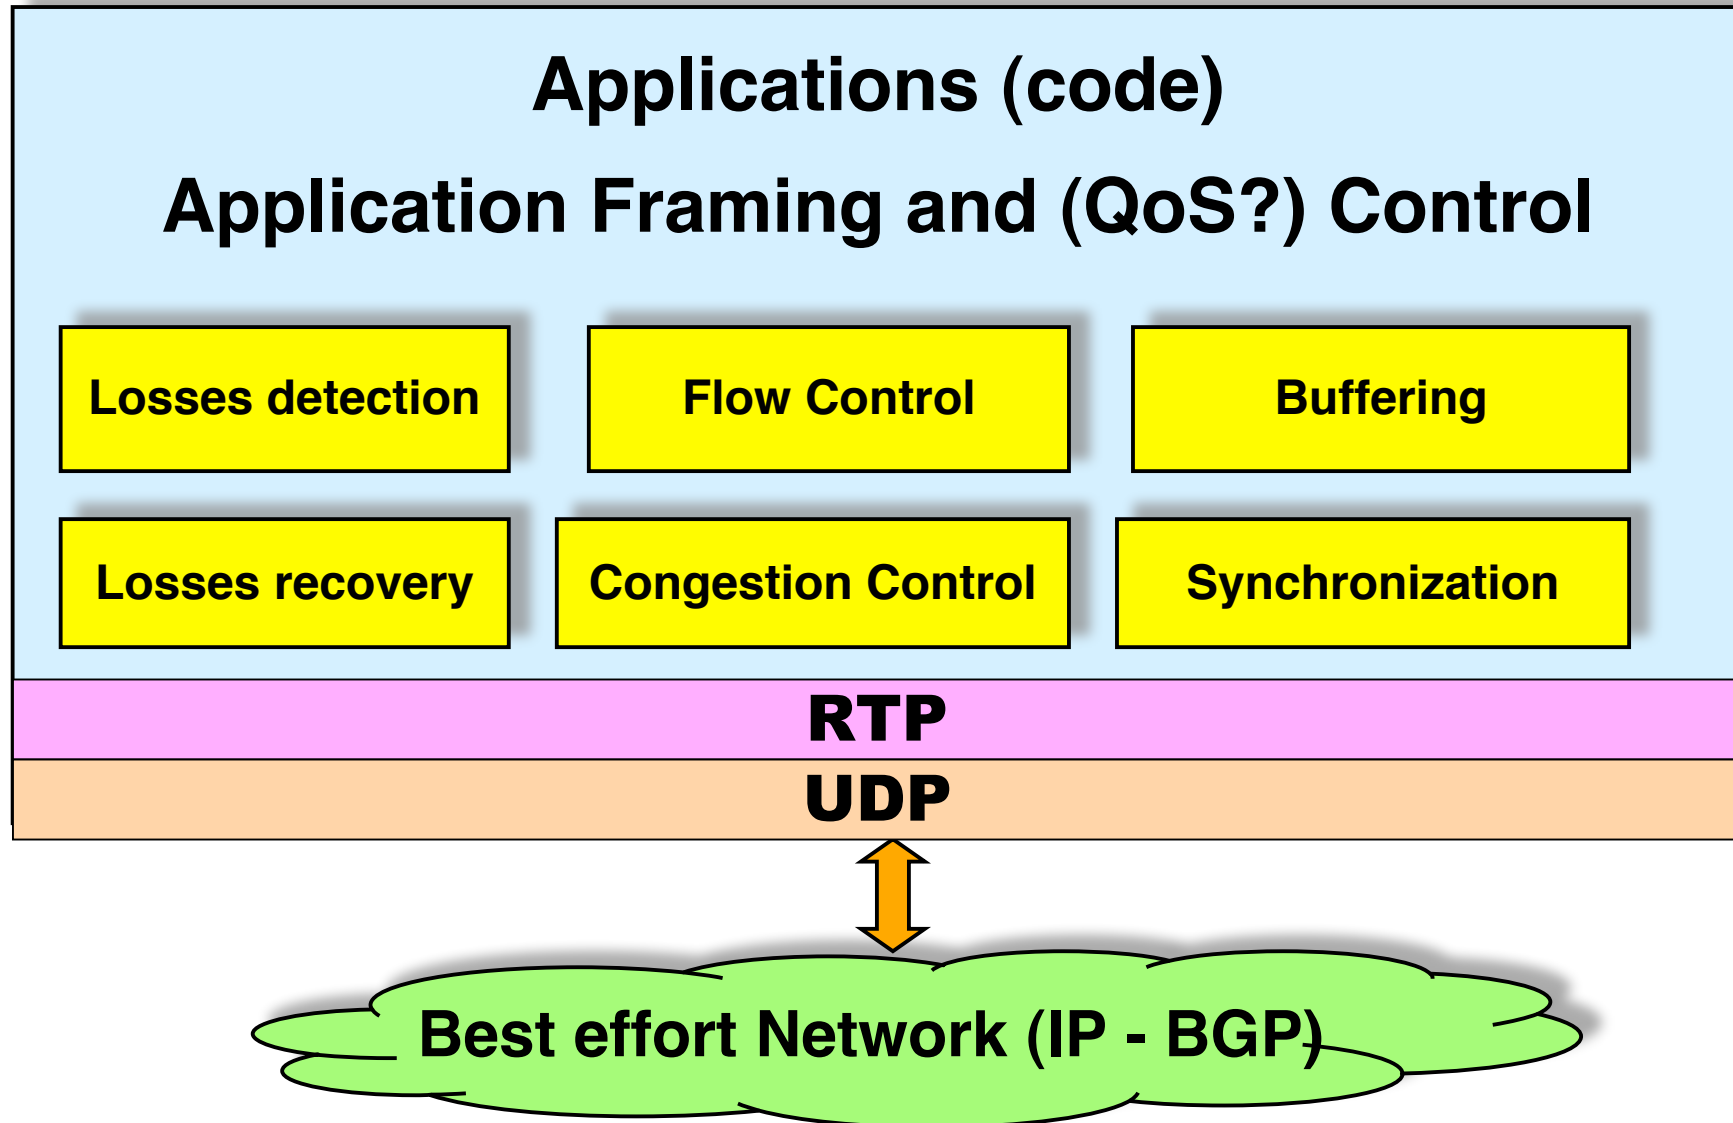 Applications (code)
Application Framing and (QoS?) Control
Losses detection
Flow Control
Buffering
Losses recovery
Congestion Control
Synchronization
RTP
UDP
Best effort Network (IP - BGP)